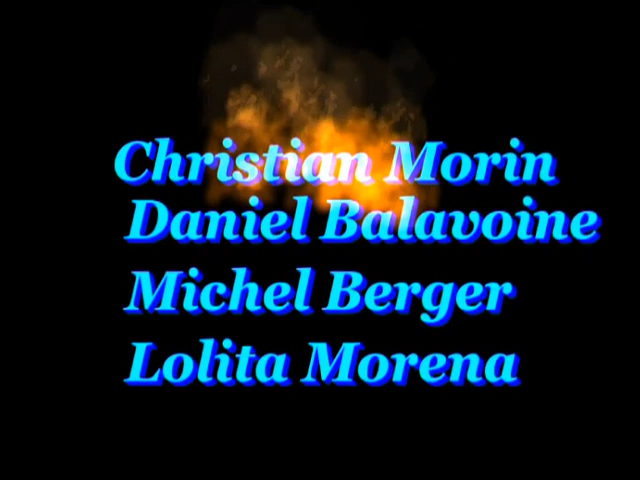 Christian Morin
Daniel Balavoine
Michel Berger
Lolita Morena